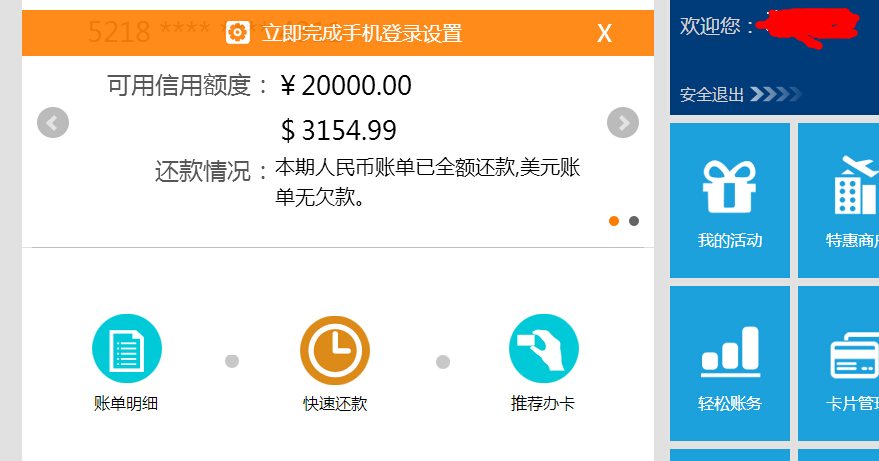 5218 ****
立即完成手机登录设置
X
可用信用额度： ¥ 20000.00
$ 3154.99
还款情况：本期人民币账单已全额还款,美元账
单无欠款。
账单明细
快速还款
推荐办卡
欢迎您：
安全退出
我的活动
特惠商
轻松账务
卡片管